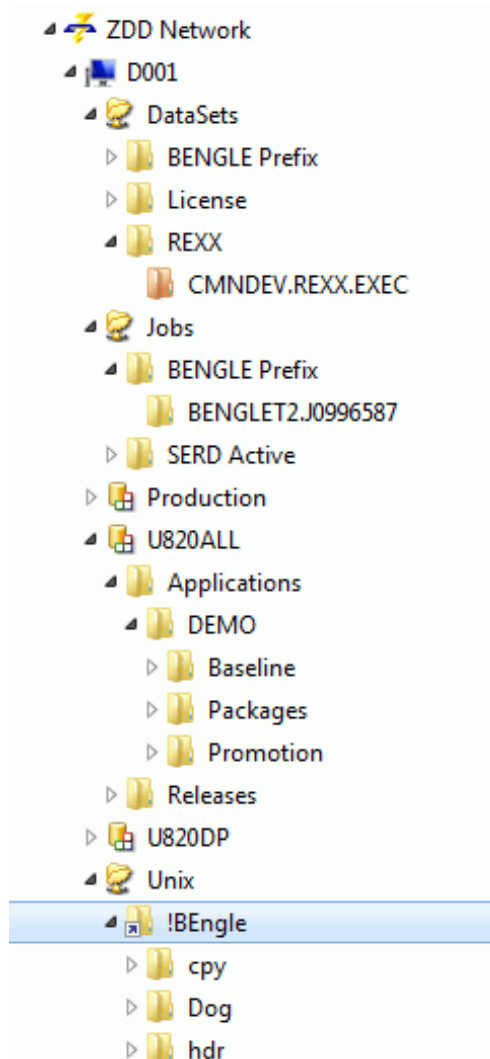 ZDD Network
D001
DataSets
BENGLE Prefix
License
REXX
CMNDEV.REXX.EXEC
Jobs
BENGLE Prefix
BENGLET2.J0996587
SERD Active
Production
U820ALL
Applications
DEMO
Baseline
Packages
Promotion
Releases
U820DP
Unix
!BEngle
cpy
Dog
hdr